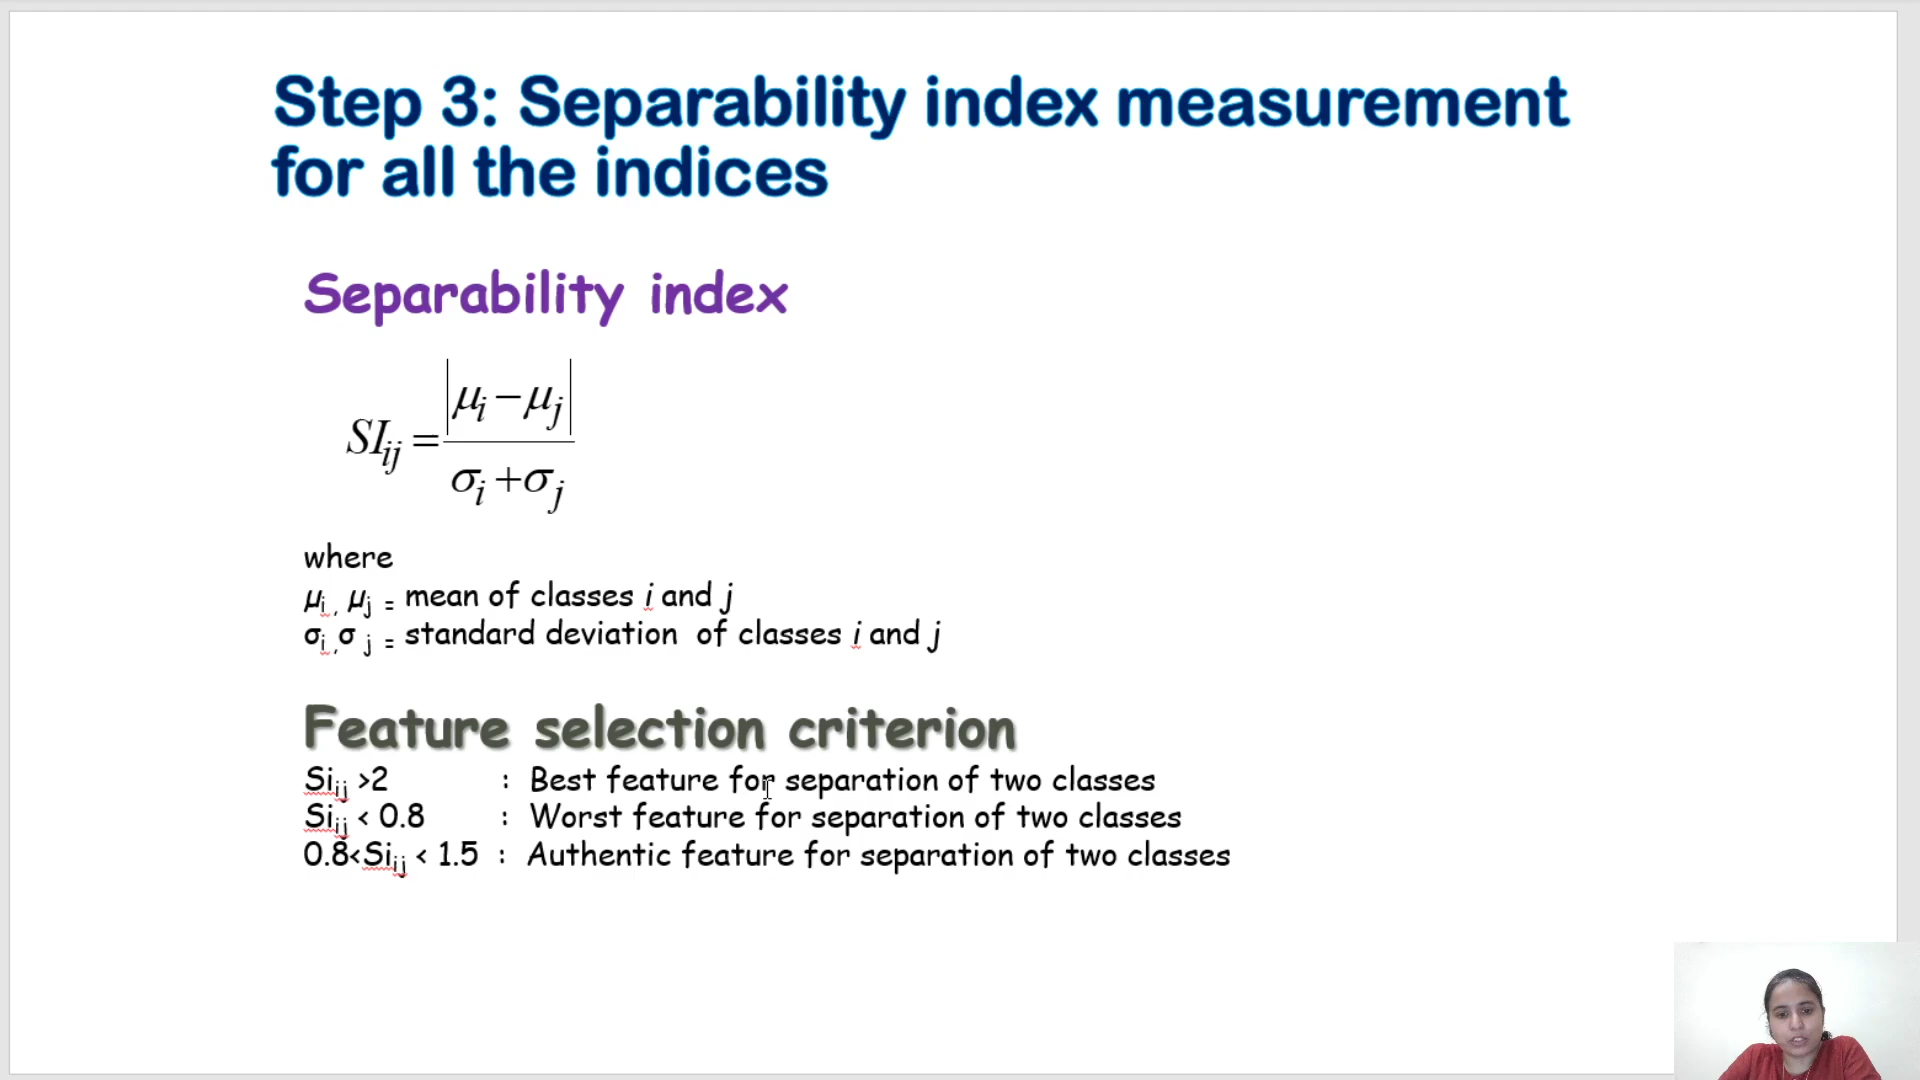 Step 3: Separability index measurement
for all the indices
Separability index
SIij = |μi − μj| / σi + σj
where
μi , μj = mean of classes i and j
σi ,σ j = standard deviation of classes i and j
Feature selection criterion
Siij >2 : Best feature for separation of two classes
Siij < 0.8 : Worst feature for separation of two classes
0.8<Siij < 1.5 : Authentic feature for separation of two classes